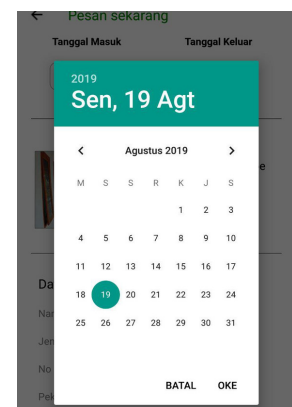 Pesan sekarang
Tanggal Masuk Tanggal Keluar
2019
Sen, 19 Agt
Agustus 2019
M S S R K J S
1 2 3
4 5 6 7 8 9 10
11 12 13 14 15 16 17
18 19 20 21 22 23 24
25 26 27 28 29 30 31
BATAL OKE
No